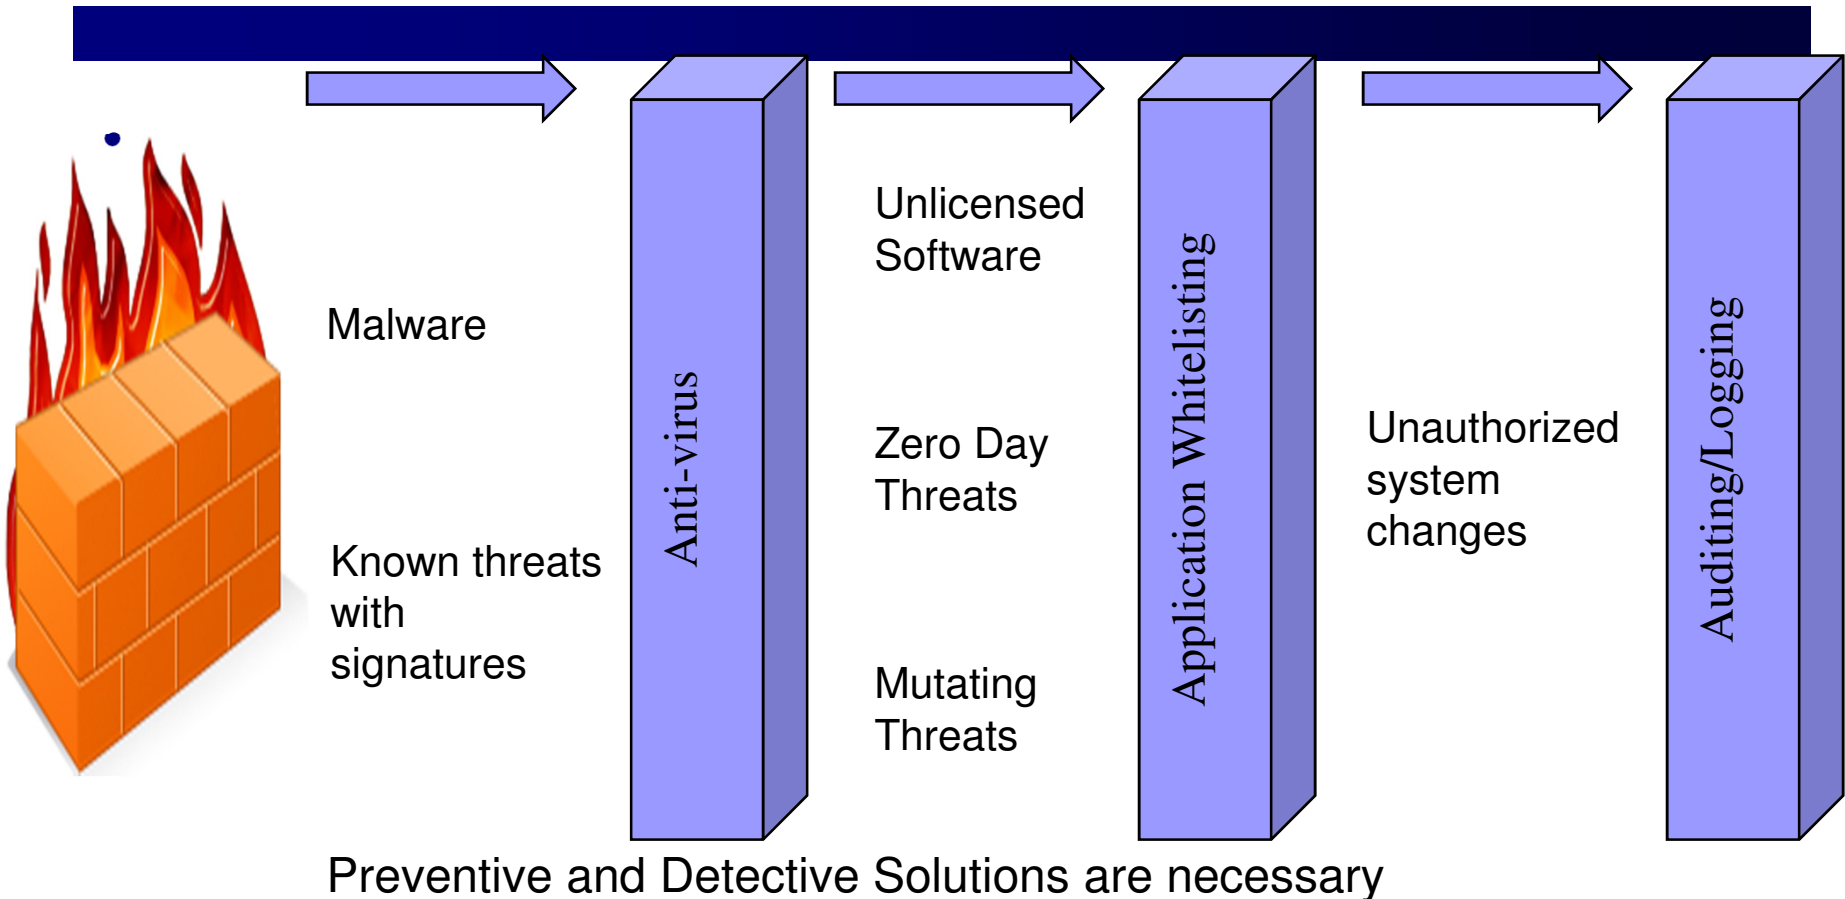 Malware
Known threats
with
signatures
Anti-virus
Unlicensed
Software
Zero Day
Threats
Mutating
Threats
Application Whitelisting
Unauthorized
system
changes
Auditing/Logging
Preventive and Detective Solutions are necessary